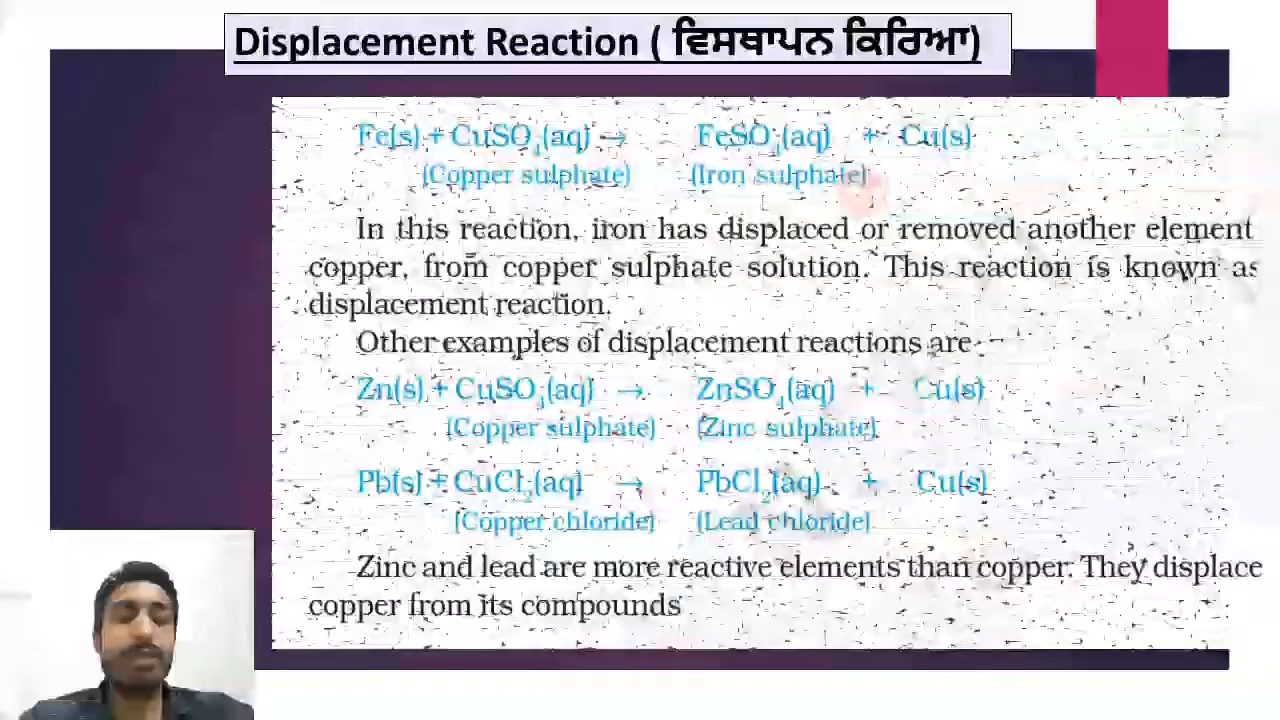 Displacement Reaction ( ਵਿਸਥਾਪਨ ਕਿਰਿਆ)
Fe(s) + CuSO₄(aq) → FeSO₄(aq) + Cu(s)
(Copper sulphate) (Iron sulphate)
In this reaction, iron has displaced or removed another element
copper, from copper sulphate solution. This reaction is known as
displacement reaction.
Other examples of displacement reactions are
Zn(s) + CuSO₄(aq) → ZnSO₄(aq) + Cu(s)
(Copper sulphate) (Zinc sulphate)
Pb(s) + CuCl₂(aq) → PbCl₂(aq) + Cu(s)
(Copper chloride) (Lead chloride)
Zinc and lead are more reactive elements than copper. They displace
copper from its compounds